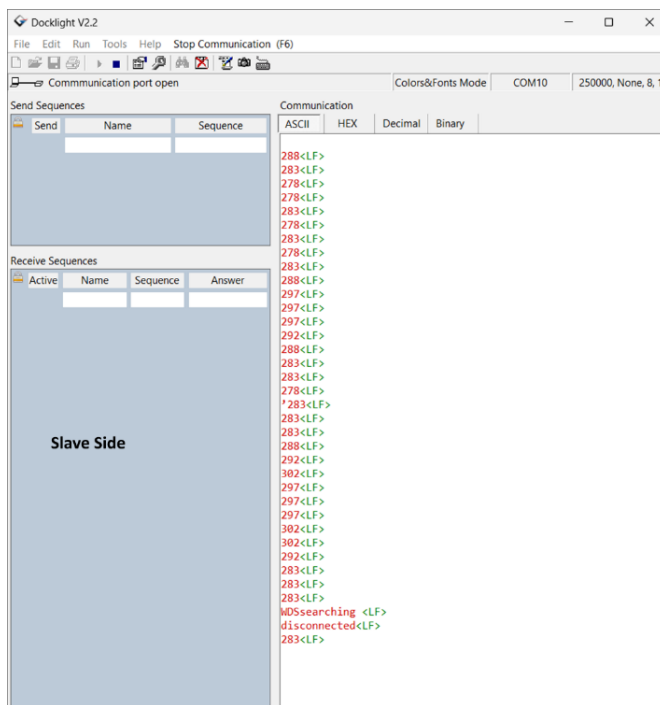 Docklight V2.2
File Edit Run Tools Help Stop Communication (F6)
Commmunication port open Colors&Fonts Mode COM10 250000, None, 8, 1
Send Sequences
Send Name Sequence
Receive Sequences
Active Name Sequence Answer
Slave Side
Communication
ASCII HEX Decimal Binary
288<LF>
283<LF>
278<LF>
278<LF>
283<LF>
278<LF>
283<LF>
278<LF>
283<LF>
288<LF>
297<LF>
297<LF>
297<LF>
292<LF>
288<LF>
283<LF>
283<LF>
278<LF>
'283<LF>
283<LF>
283<LF>
288<LF>
292<LF>
302<LF>
297<LF>
297<LF>
297<LF>
302<LF>
302<LF>
292<LF>
283<LF>
283<LF>
283<LF>
WDSsearching <LF>
disconnected<LF>
283<LF>